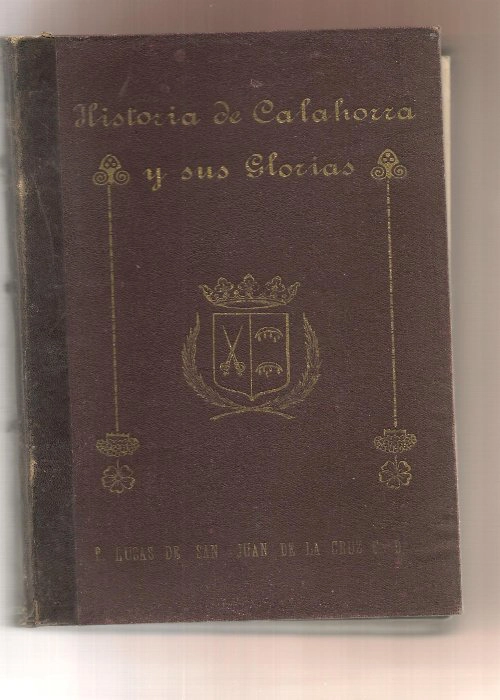 Historia de Calahorra
y sus Glorias
P. LUCAS DE SAN JUAN DE LA CRUZ C. D.